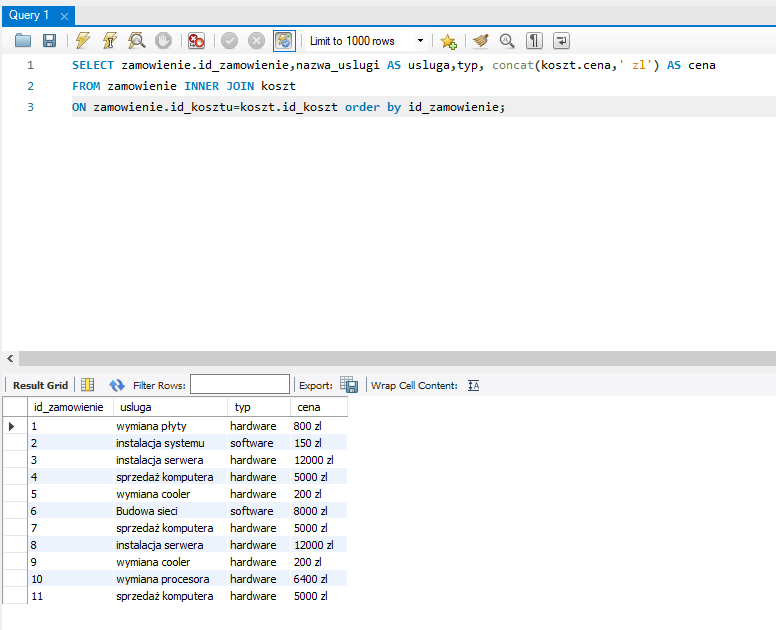 Query 1
Limit to 1000 rows
1 SELECT zamowienie.id_zamowienie,nazwa_uslugi AS usluga,typ, concat(koszt.cena,' zl') AS cena
2 FROM zamowienie INNER JOIN koszt
3 ON zamowienie.id_kosztu=koszt.id_koszt order by id_zamowienie;
Result Grid Filter Rows: Export: Wrap Cell Content:
id_zamowienie usluga typ cena
1 wymiana płyty hardware 800 zl
2 instalacja systemu software 150 zl
3 instalacja serwera hardware 12000 zl
4 sprzedaż komputera hardware 5000 zl
5 wymiana cooler hardware 200 zl
6 Budowa sieci software 8000 zl
7 sprzedaż komputera hardware 5000 zl
8 instalacja serwera hardware 12000 zl
9 wymiana cooler hardware 200 zl
10 wymiana procesora hardware 6400 zl
11 sprzedaż komputera hardware 5000 zl